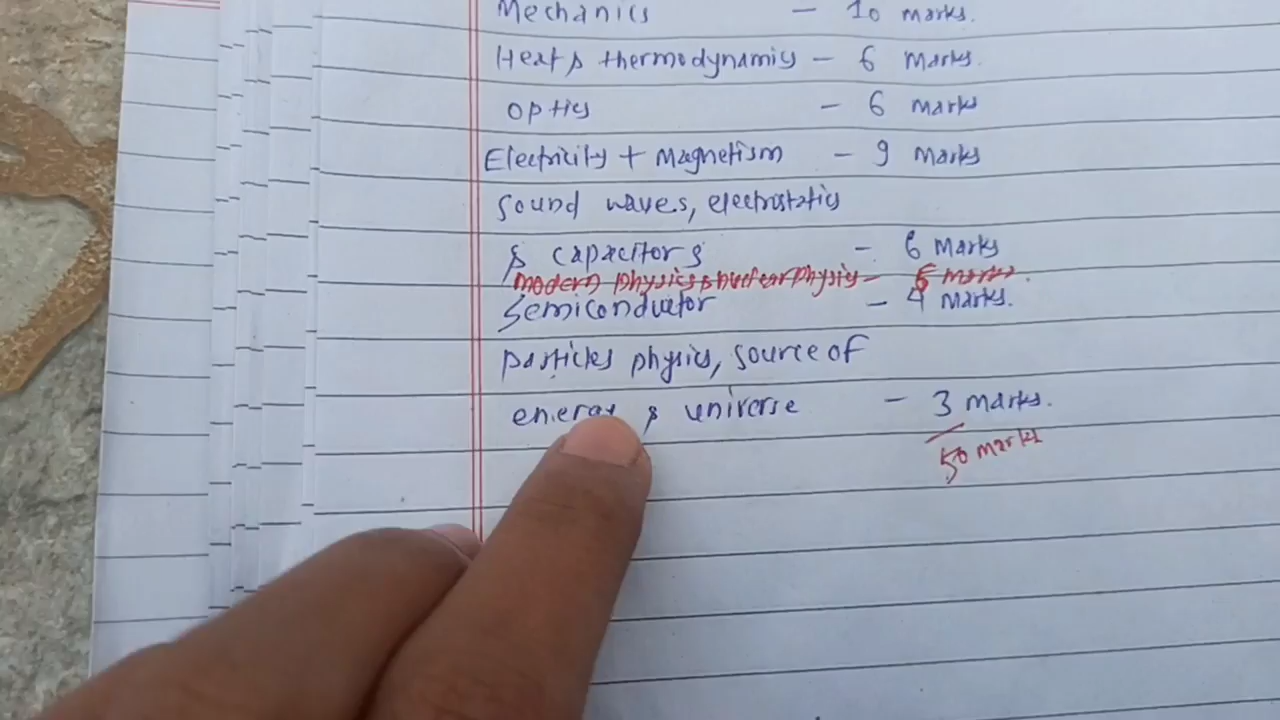 Mechanics - 10 marks.
Heat & thermodynamics - 6 marks.
optics - 6 marks
Electricity + Magnetism - 9 marks
sound waves, electrostatics
& capacitors - 6 marks
modern physics & nuclear physics - 6 marks.
semiconductor - 4 marks.
particles physics, source of
energy & universe - 3 marks.
50 marks